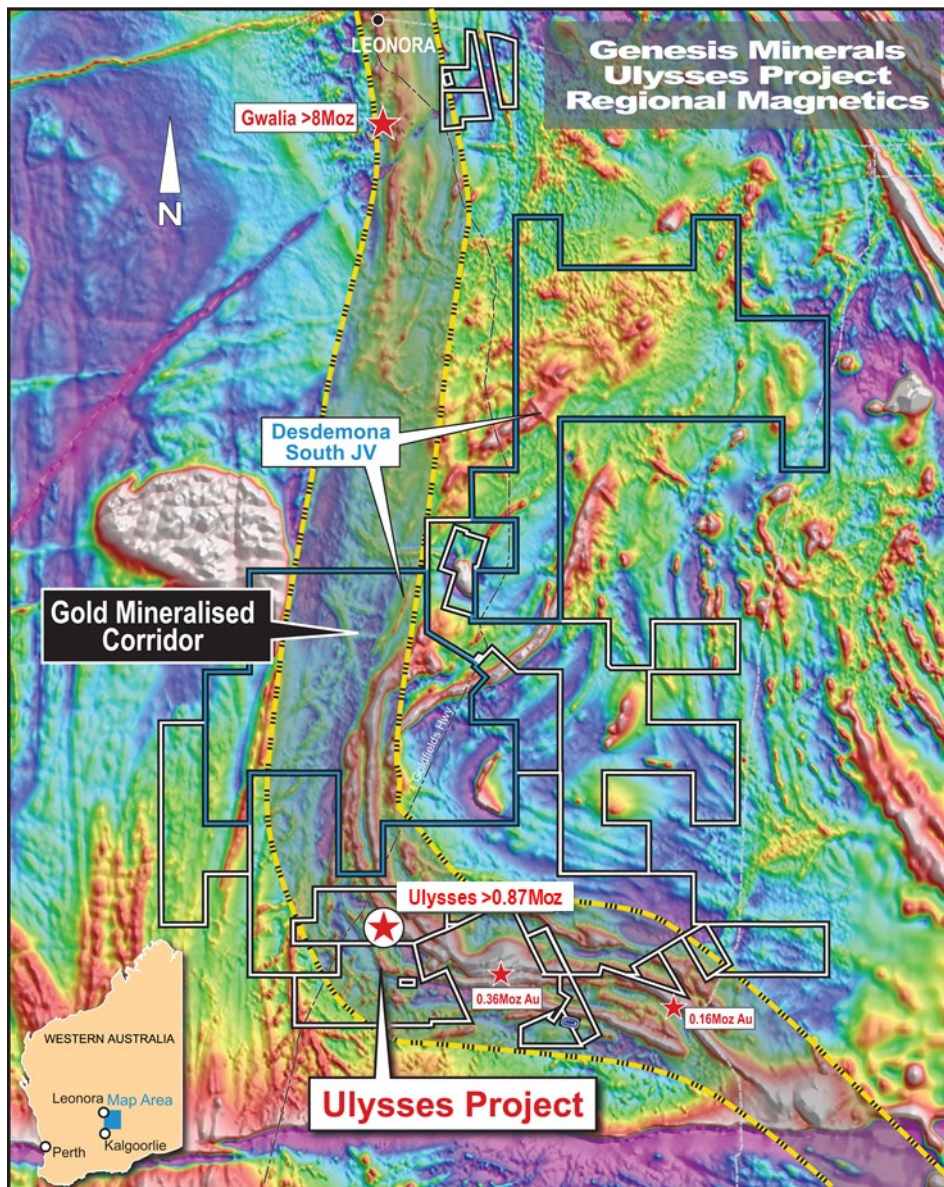 LEONORA
Genesis Minerals
Ulysses Project
Regional Magnetics
Gwalia >8Moz
N
Desdemona
South JV
Gold Mineralised
Corridor
Goldfields Hwy
Ulysses >0.87Moz
0.36Moz Au
0.16Moz Au
Ulysses Project
WESTERN AUSTRALIA
Leonora
Map Area
Kalgoorlie
Perth